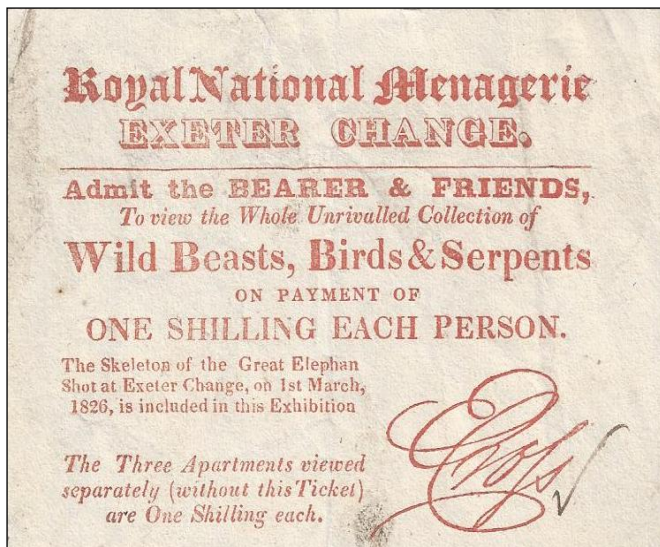 Royal National Menagerie
EXETER CHANGE.
Admit the BEARER & FRIENDS,
To view the Whole Unrivalled Collection of
Wild Beasts, Birds & Serpents
ON PAYMENT OF
ONE SHILLING EACH PERSON.
The Skeleton of the Great Elephan
Shot at Exeter Change, on 1st March,
1826, is included in this Exhibition
The Three Apartments viewed
separately (without this Ticket)
are One Shilling each.
Croſs